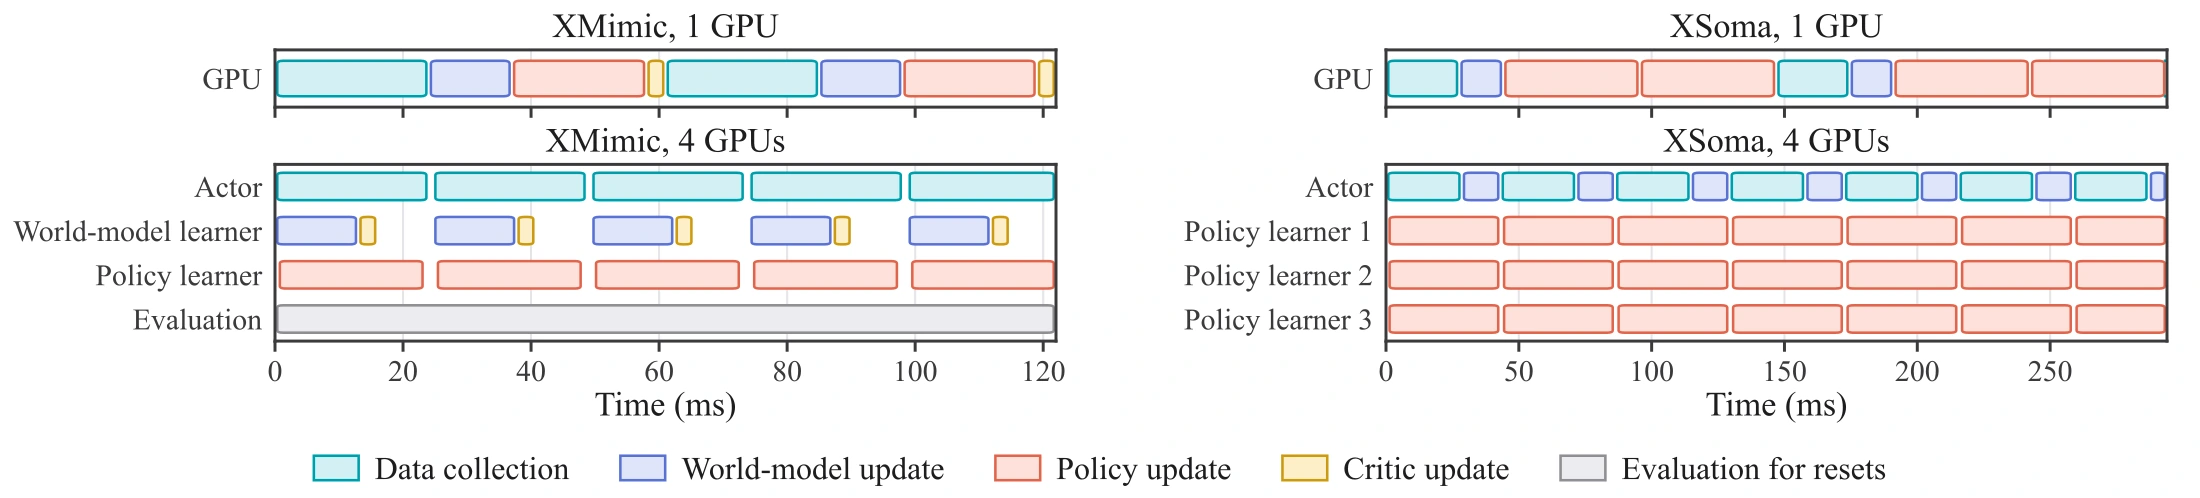 XMimic, 1 GPU
GPU
XMimic, 4 GPUs
Actor
World-model learner
Policy learner
Evaluation
0 20 40 60 80 100 120
Time (ms)
XSoma, 1 GPU
GPU
XSoma, 4 GPUs
Actor
Policy learner 1
Policy learner 2
Policy learner 3
0 50 100 150 200 250
Time (ms)
Data collection World-model update Policy update Critic update Evaluation for resets